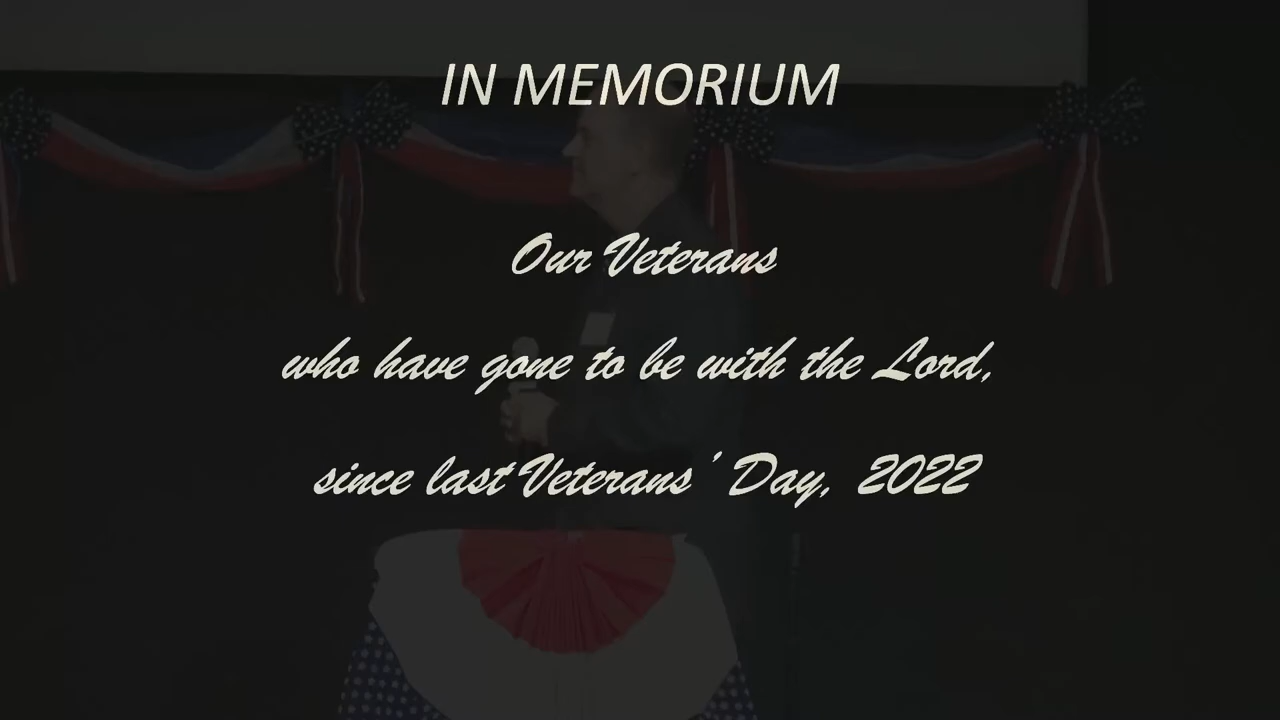 IN MEMORIUM
Our Veterans
who have gone to be with the Lord,
since last Veterans' Day, 2022